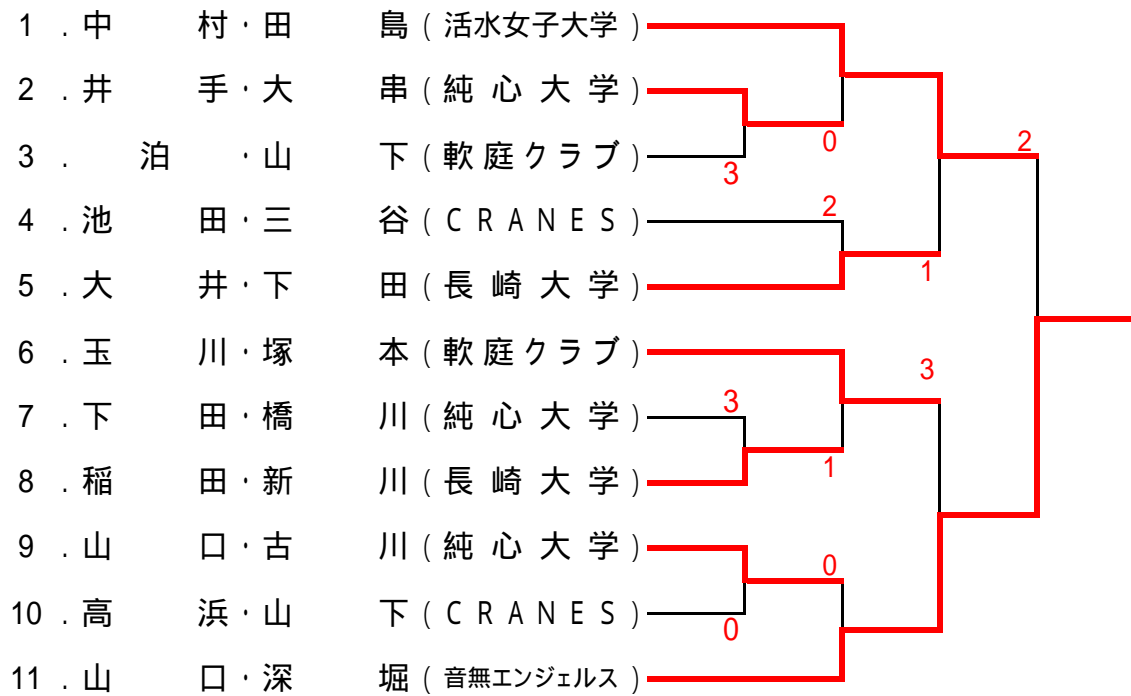 1 . 中村・田島 ( 活水女子大学 )
2 . 井手・大串 ( 純心大学 )
0
3 . 泊・山下 ( 軟庭クラブ )
3
2
2
4 . 池田・三谷 ( CRANES )
1
5 . 大井・下田 ( 長崎大学 )
6 . 玉川・塚本 ( 軟庭クラブ )
3
3
7 . 下田・橋川 ( 純心大学 )
1
8 . 稲田・新川 ( 長崎大学 )
9 . 山口・古川 ( 純心大学 )
0
10 . 高浜・山下 ( CRANES )
0
11 . 山口・深堀 ( 音無エンジェルス )